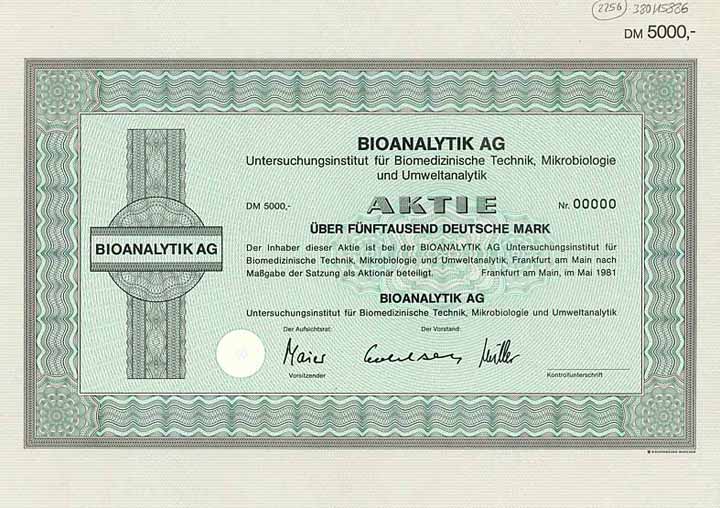 2256 380115886
DM 5000,-
BIOANALYTIK AG
Untersuchungsinstitut für Biomedizinische Technik, Mikrobiologie
und Umweltanalytik
DM 5000,- AKTIE Nr. 00000
ÜBER FÜNFTAUSEND DEUTSCHE MARK
BIOANALYTIK AG
Der Inhaber dieser Aktie ist bei der BIOANALYTIK AG Untersuchungsinstitut für
Biomedizinische Technik, Mikrobiologie und Umweltanalytik, Frankfurt am Main nach
Maßgabe der Satzung als Aktionär beteiligt. Frankfurt am Main, im Mai 1981
BIOANALYTIK AG
Untersuchungsinstitut für Biomedizinische Technik, Mikrobiologie und Umweltanalytik
Der Aufsichtsrat: Der Vorstand:
Maier Müller
Vorsitzender Kontrollunterschrift